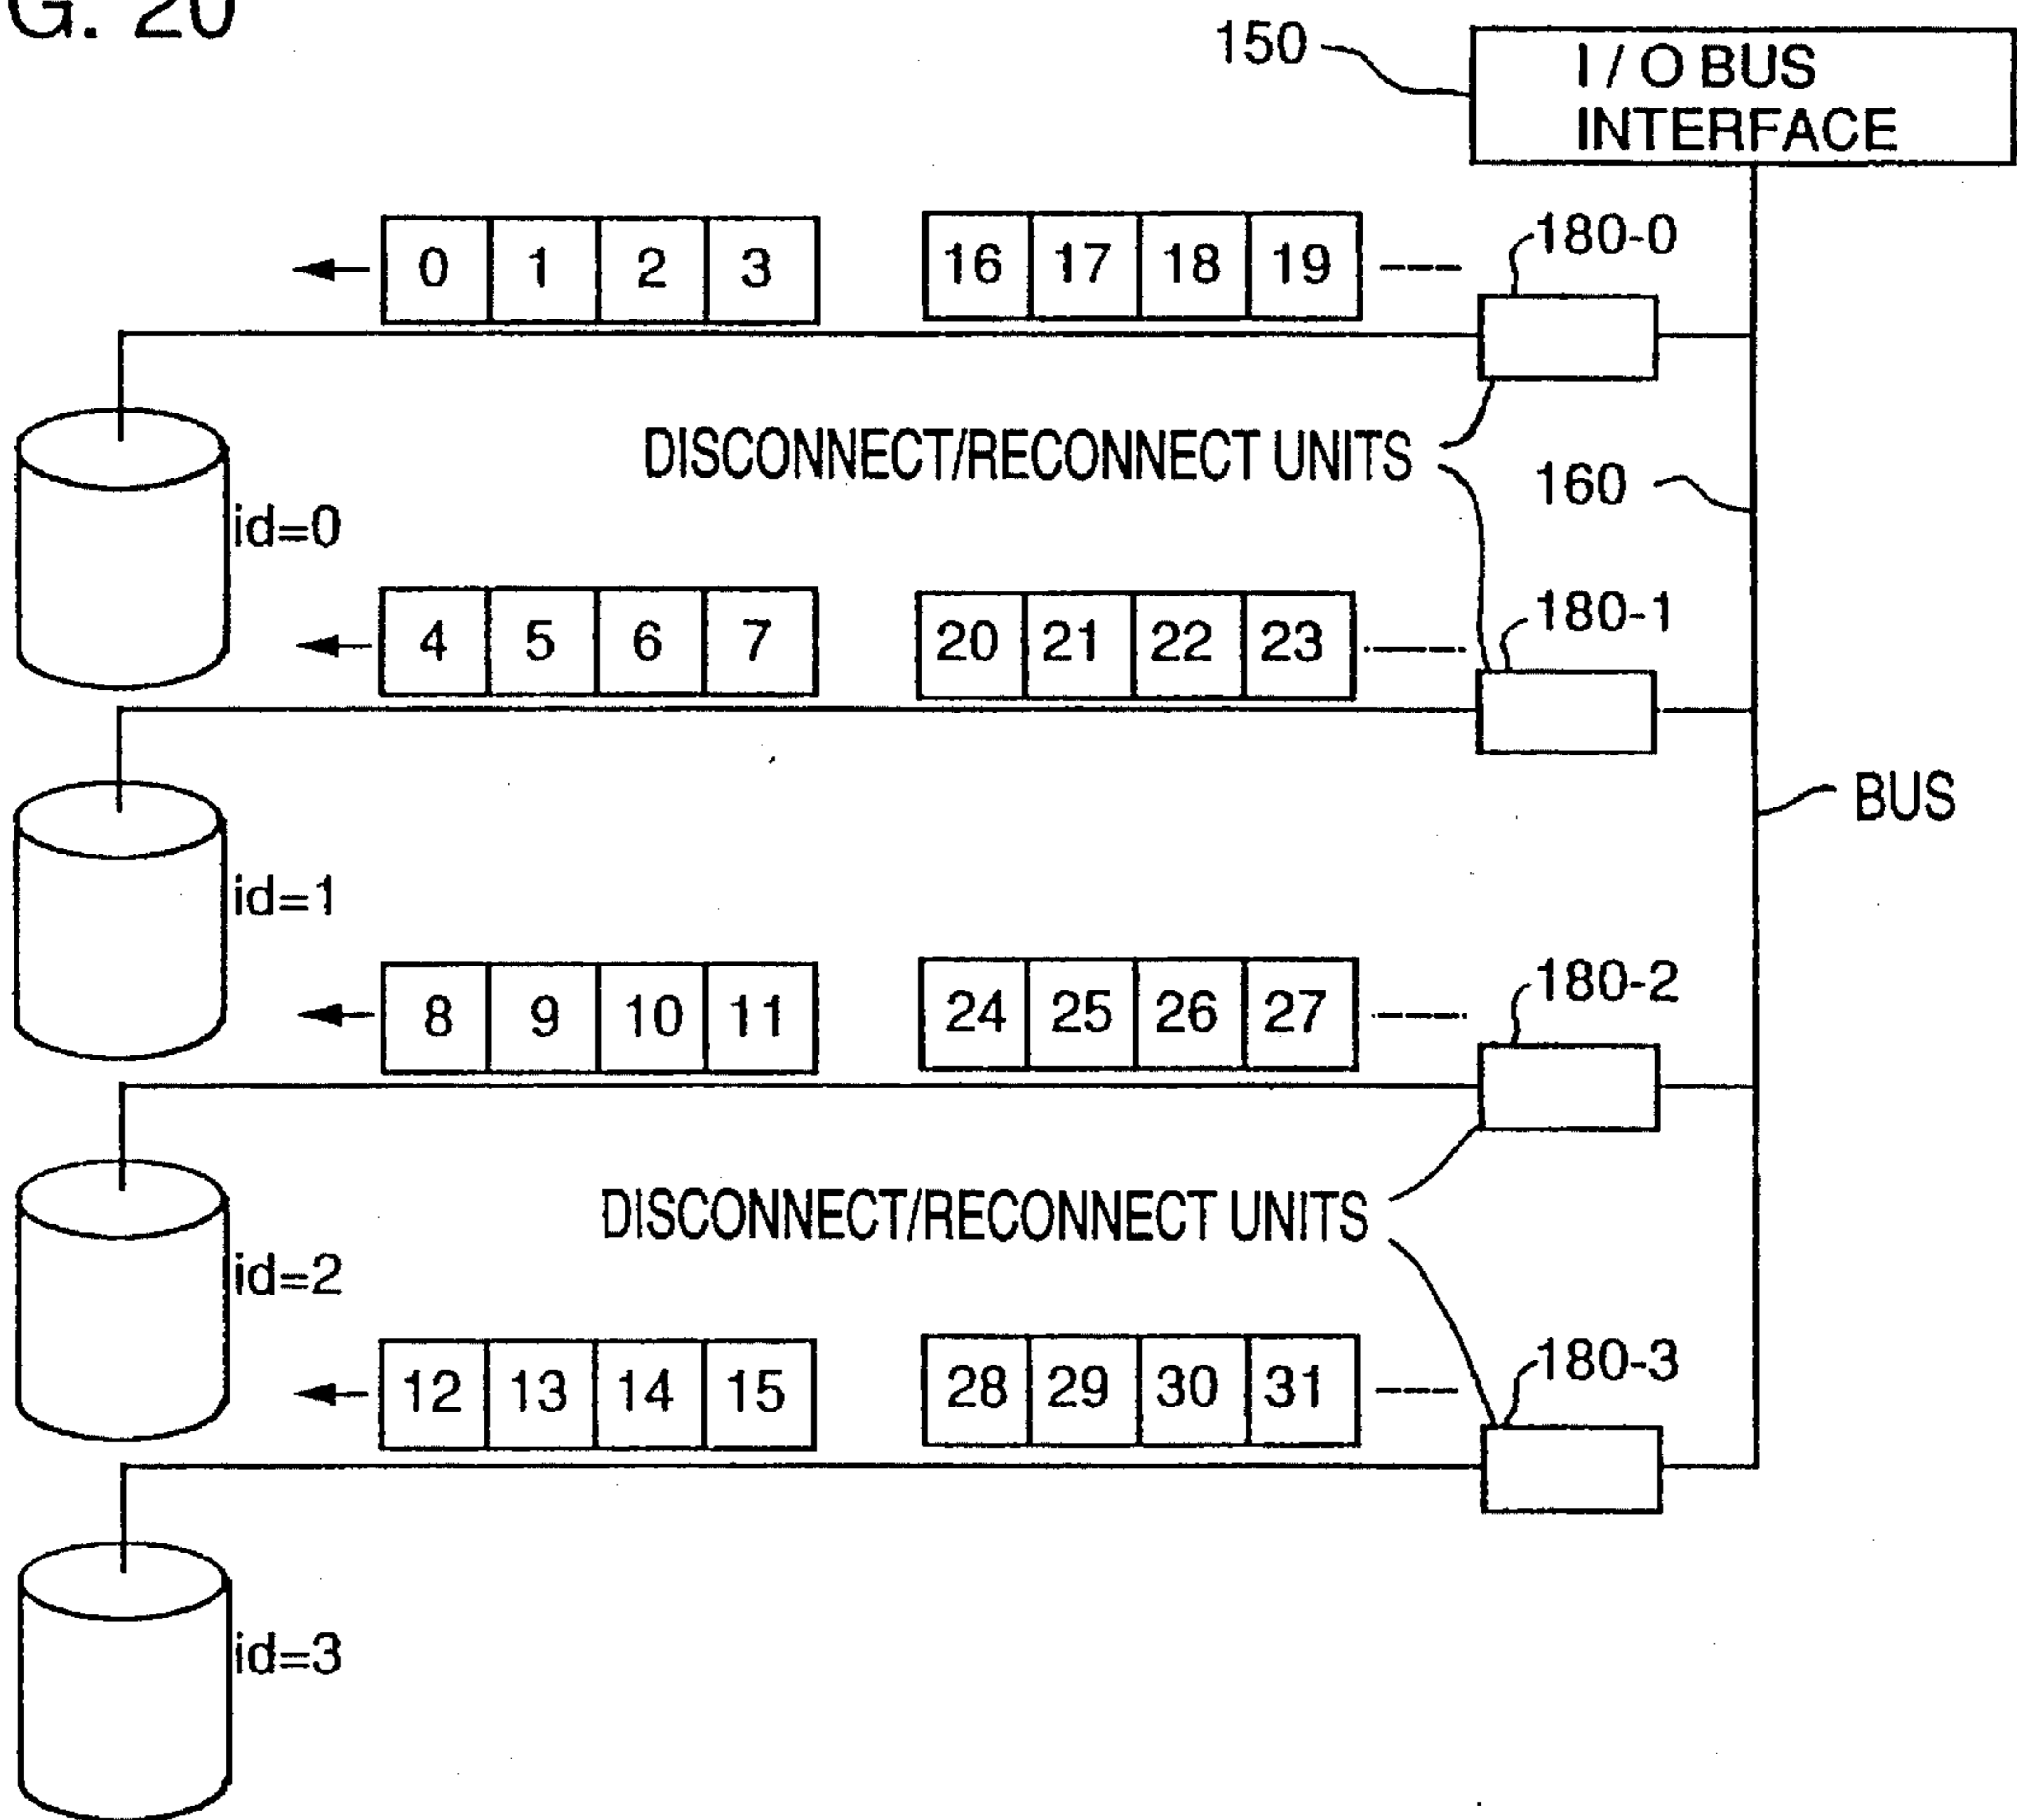 G. 20
150
I / O BUS
INTERFACE
0 1 2 3 16 17 18 19
180-0
DISCONNECT/RECONNECT UNITS
160
id=0
4 5 6 7 20 21 22 23
180-1
BUS
id=1
8 9 10 11 24 25 26 27
180-2
DISCONNECT/RECONNECT UNITS
id=2
12 13 14 15 28 29 30 31
180-3
id=3